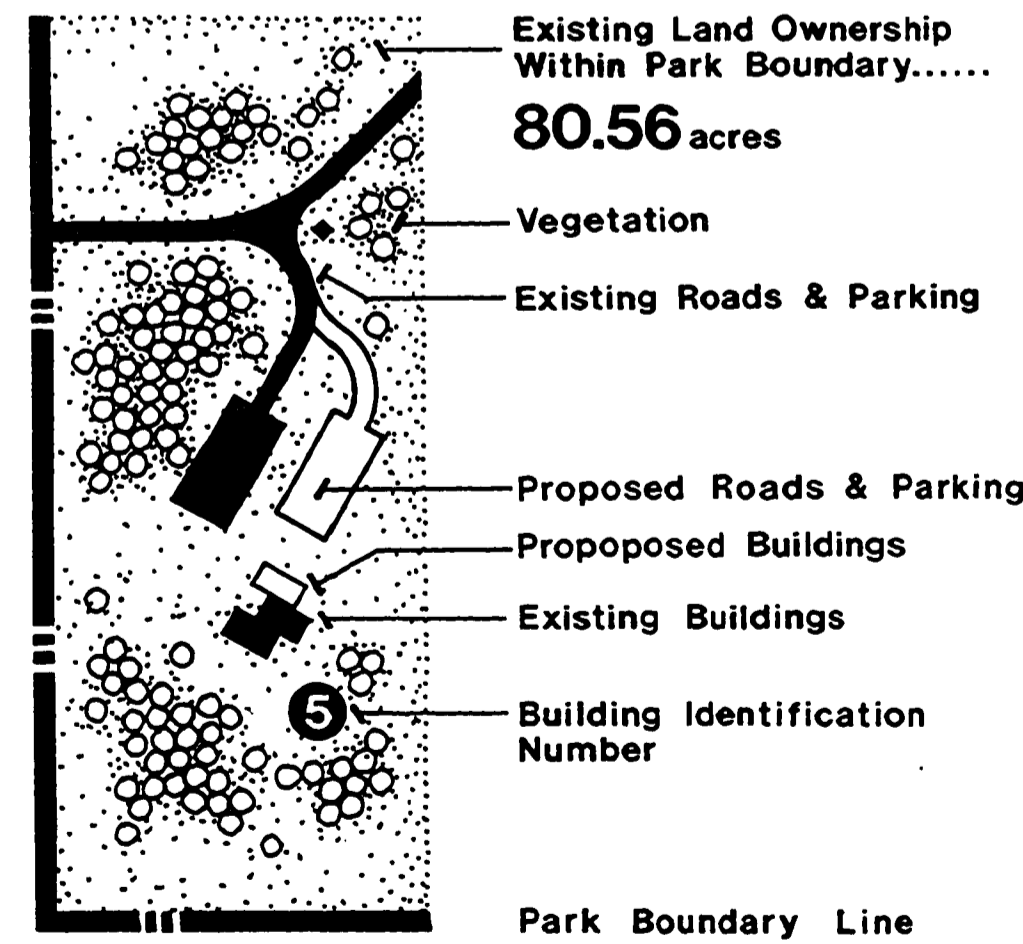 Existing Land Ownership
Within Park Boundary......
80.56 acres
Vegetation
Existing Roads & Parking
Proposed Roads & Parking
Propoposed Buildings
Existing Buildings
5
Building Identification
Number
Park Boundary Line